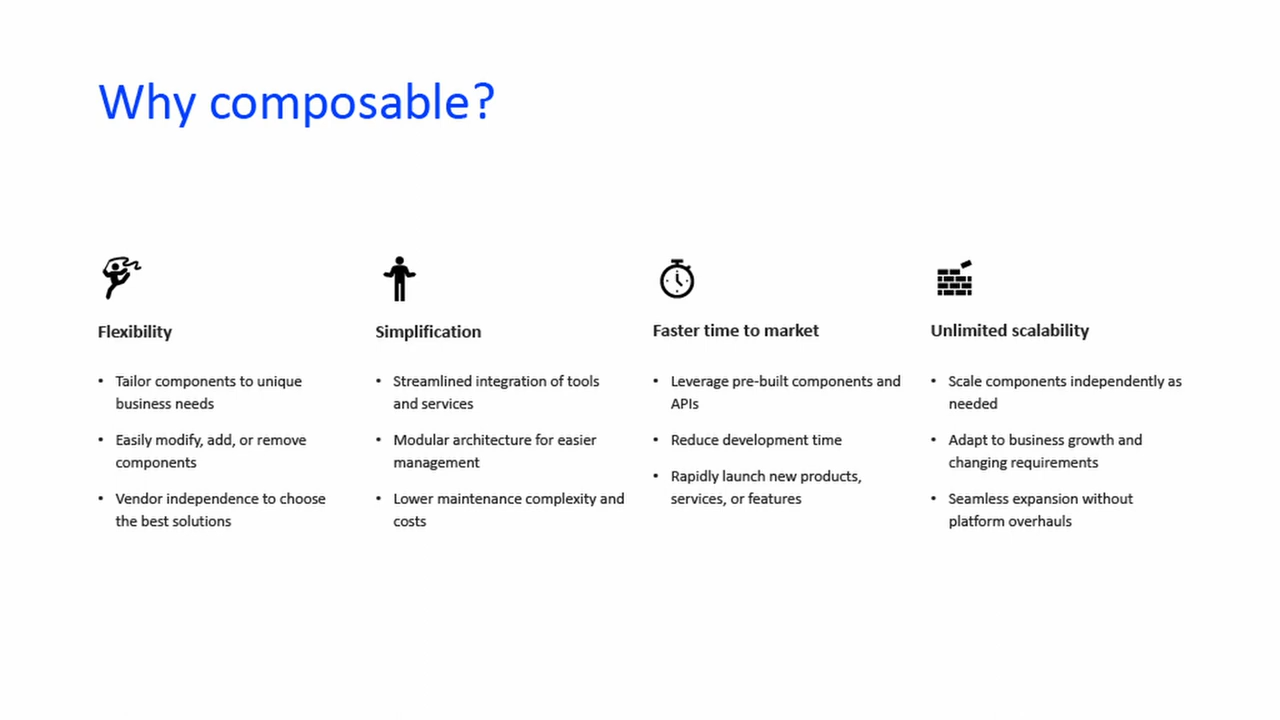 Why composable?
Flexibility
• Tailor components to unique
business needs
• Easily modify, add, or remove
components
• Vendor independence to choose
the best solutions
Simplification
• Streamlined integration of tools
and services
• Modular architecture for easier
management
• Lower maintenance complexity and
costs
Faster time to market
• Leverage pre-built components and
APIs
• Reduce development time
• Rapidly launch new products,
services, or features
Unlimited scalability
• Scale components independently as
needed
• Adapt to business growth and
changing requirements
• Seamless expansion without
platform overhauls